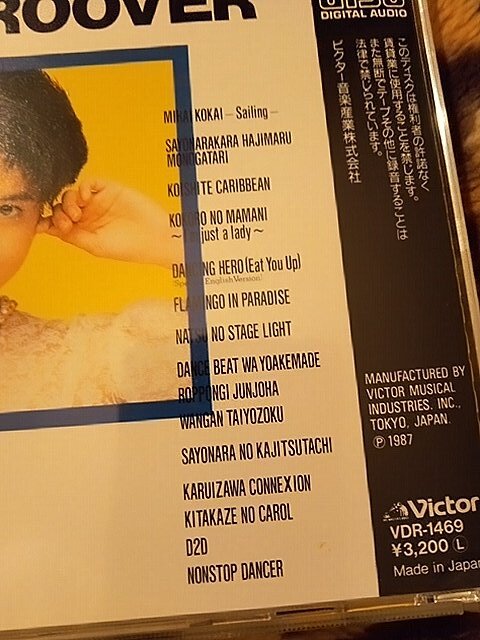 ROOVER
DIGITAL AUDIO
MIHAI KOKAI – Sailing –
SAYONARAKARA HAJIMARU
MONOGATARI
KOISHITE CARIBBEAN
KOKORO NO MAMANI
~I'm just a lady~
DANCING HERO (Eat You Up)
(Special English Version)
FLAMINGO IN PARADISE
NATSU NO STAGE LIGHT
DANCE BEAT WA YOAKEMADE
ROPPONGI JUNJOHA
WANGAN TAIYOZOKU
SAYONARA NO KAJITSUTACHI
KARUIZAWA CONNEXION
KITAKAZE NO CAROL
D2D
NONSTOP DANCER
このディスクは権利者の許諾なく
賃貸業に使用することを禁じます。
また無断でテープその他に録音することは
法律で禁じられています。
ビクター音楽産業株式会社
MANUFACTURED BY
VICTOR MUSICAL
INDUSTRIES. INC.,
TOKYO, JAPAN.
Ⓟ 1987
Victor
VDR-1469
¥3,200 Ⓛ
Made in Japan